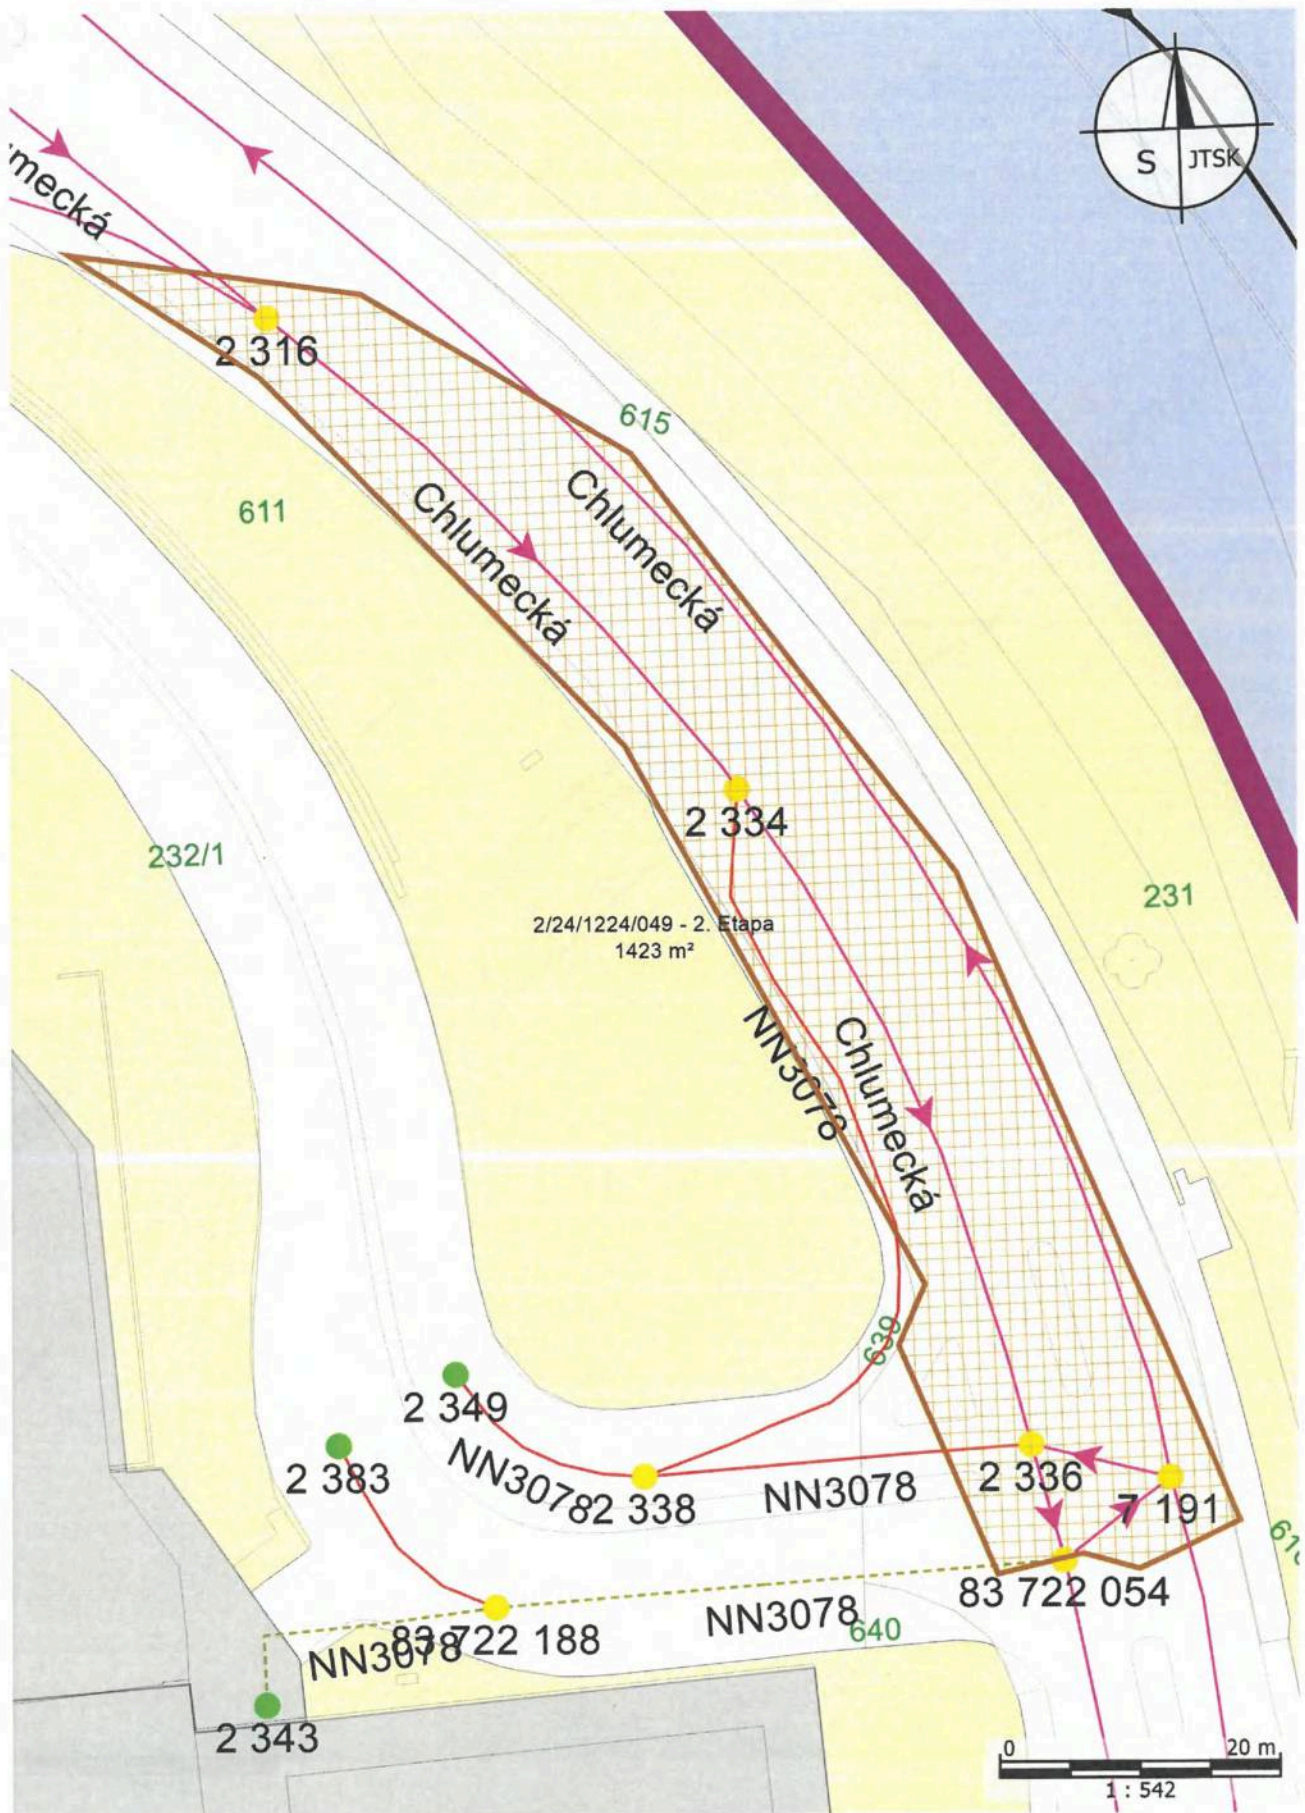 S JTSK
umecká
2 316
615
611
Chlumecká
Chlumecká
2 334
232/1
231
2/24/1224/049 - 2. Etapa
1423 m²
NN3078
Chlumecká
639
2 349
2 383
NN3078
2 338
NN3078
2 336
7 191
83 722 054
NN3078
83 722 188
640
NN3078
2 343
0 20 m
1 : 542